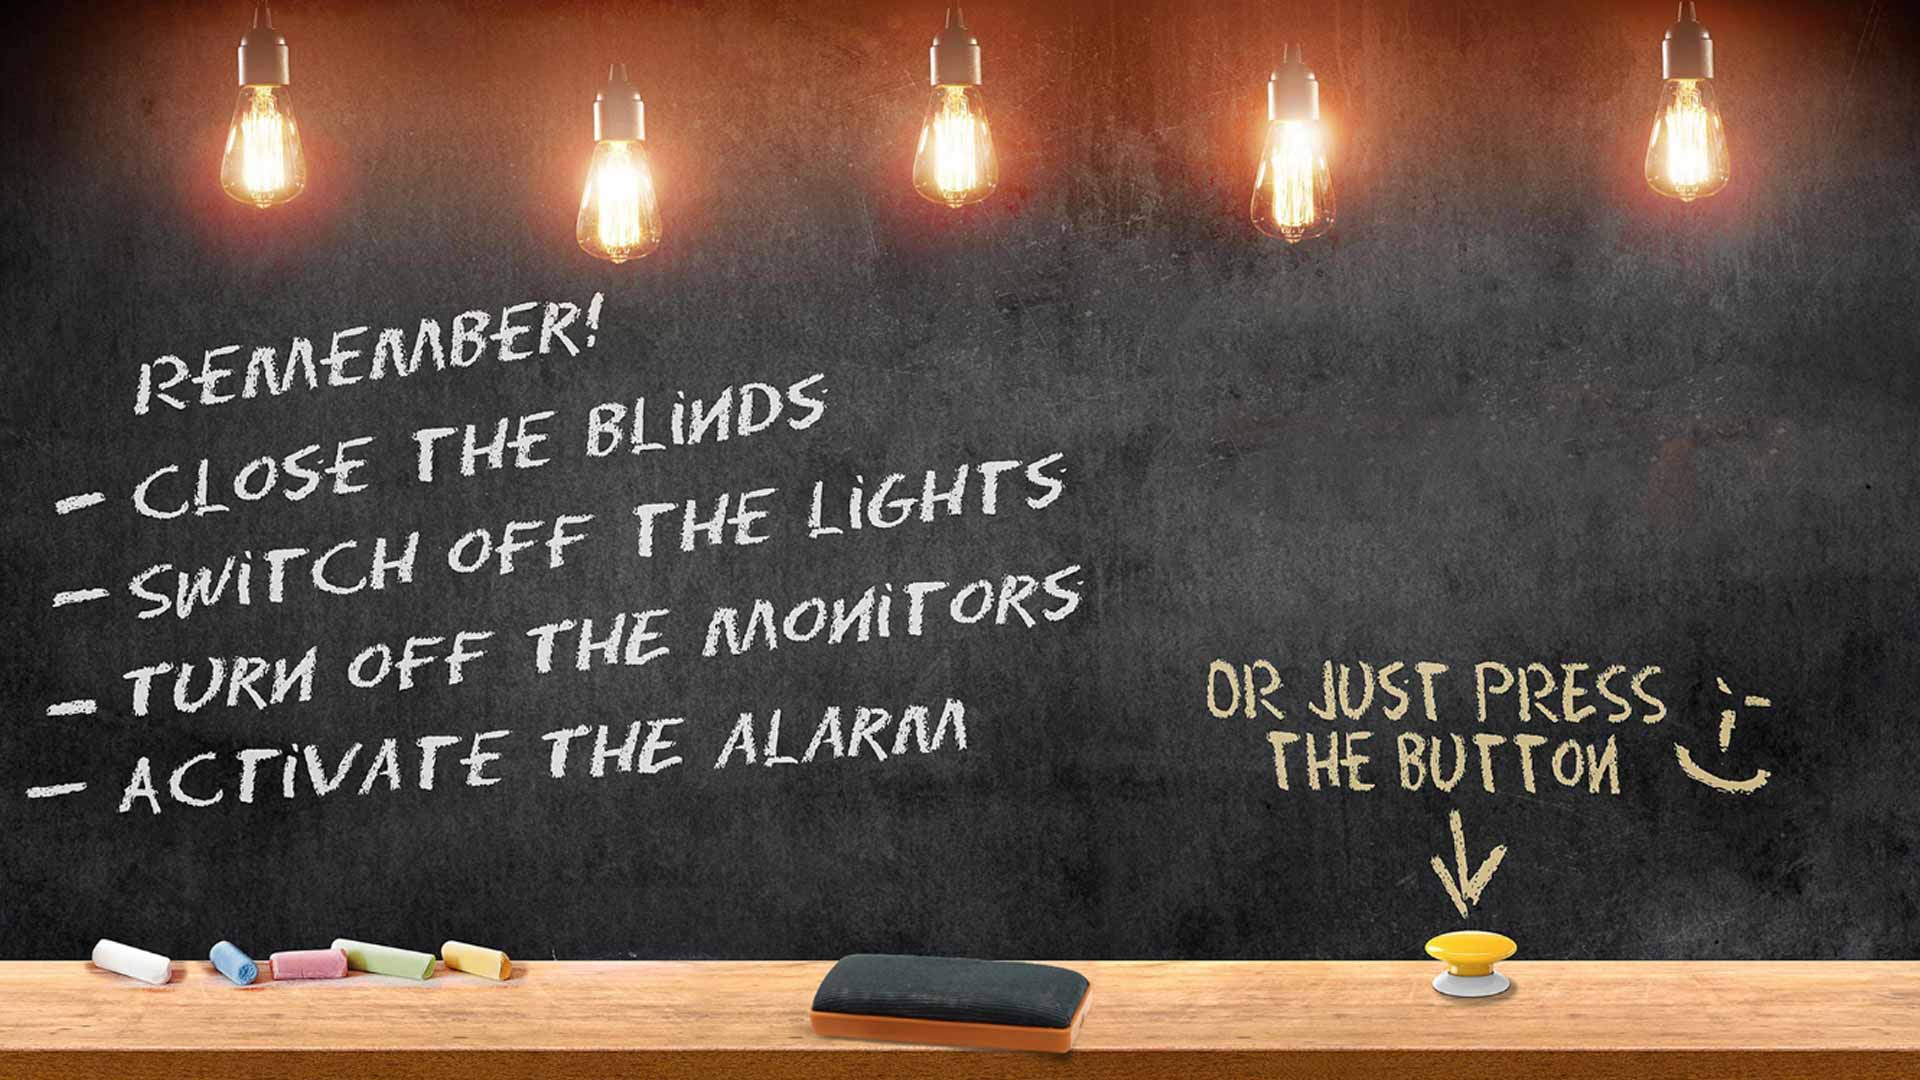 REMEMBER!
- CLOSE THE BLINDS
- SWITCH OFF THE LIGHTS
- TURN OFF THE MONITORS
- ACTIVATE THE ALARM
OR JUST PRESS
THE BUTTON